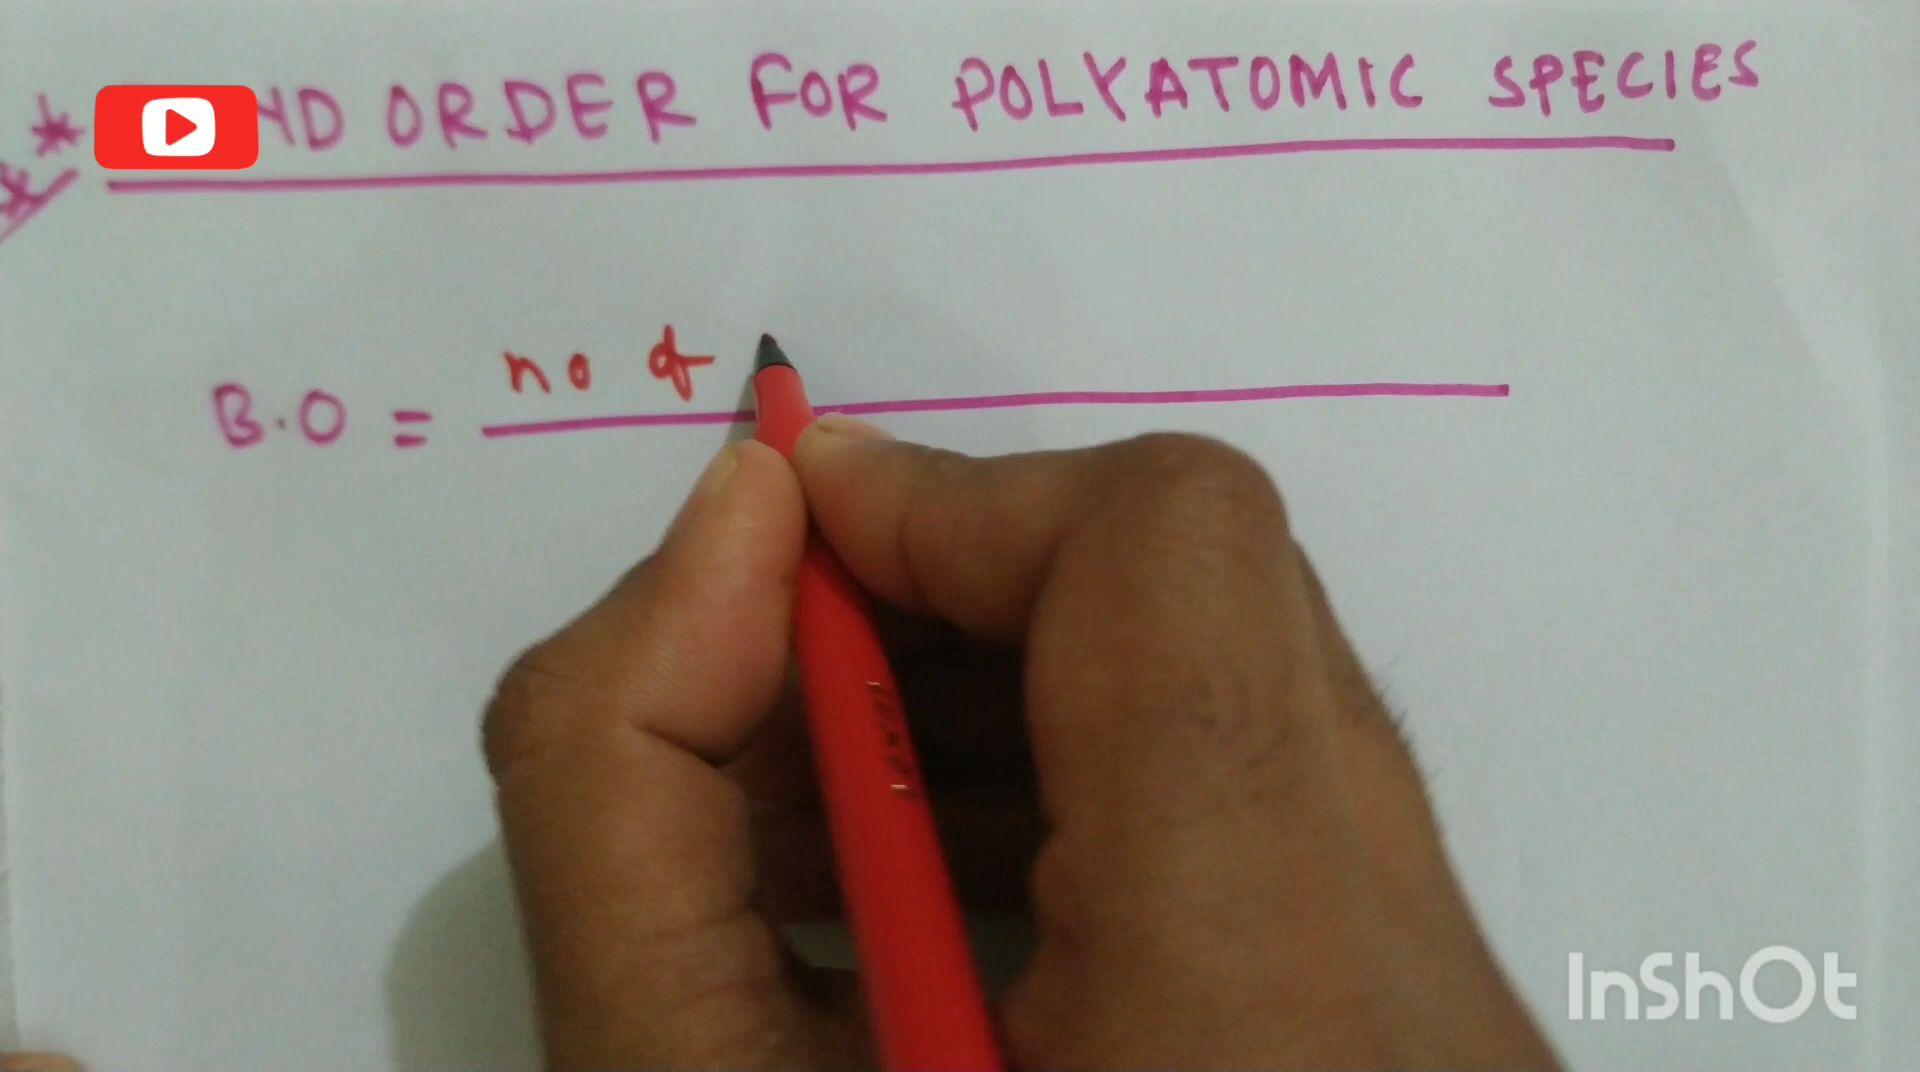 ND ORDER FOR POLYATOMIC SPECIES
B.O = no of
InShOt